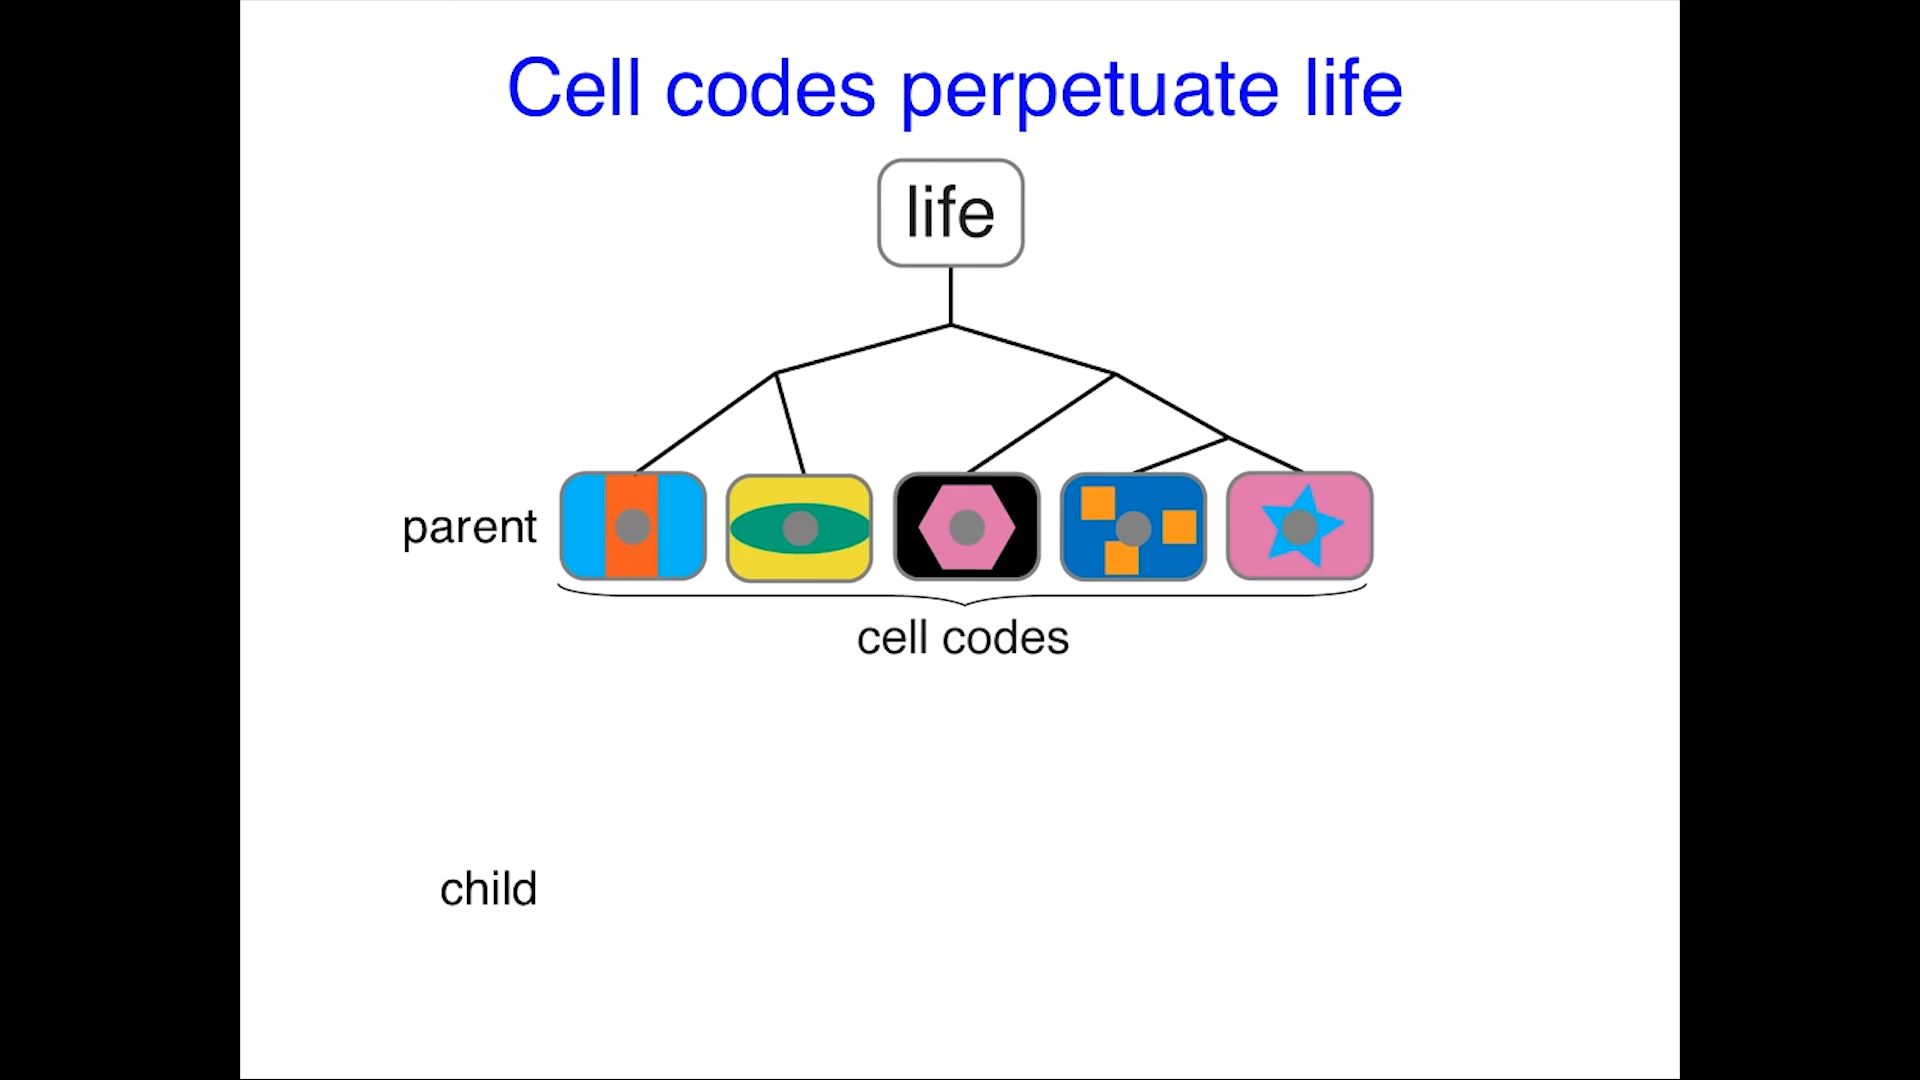 Cell codes perpetuate life
life
parent
cell codes
child